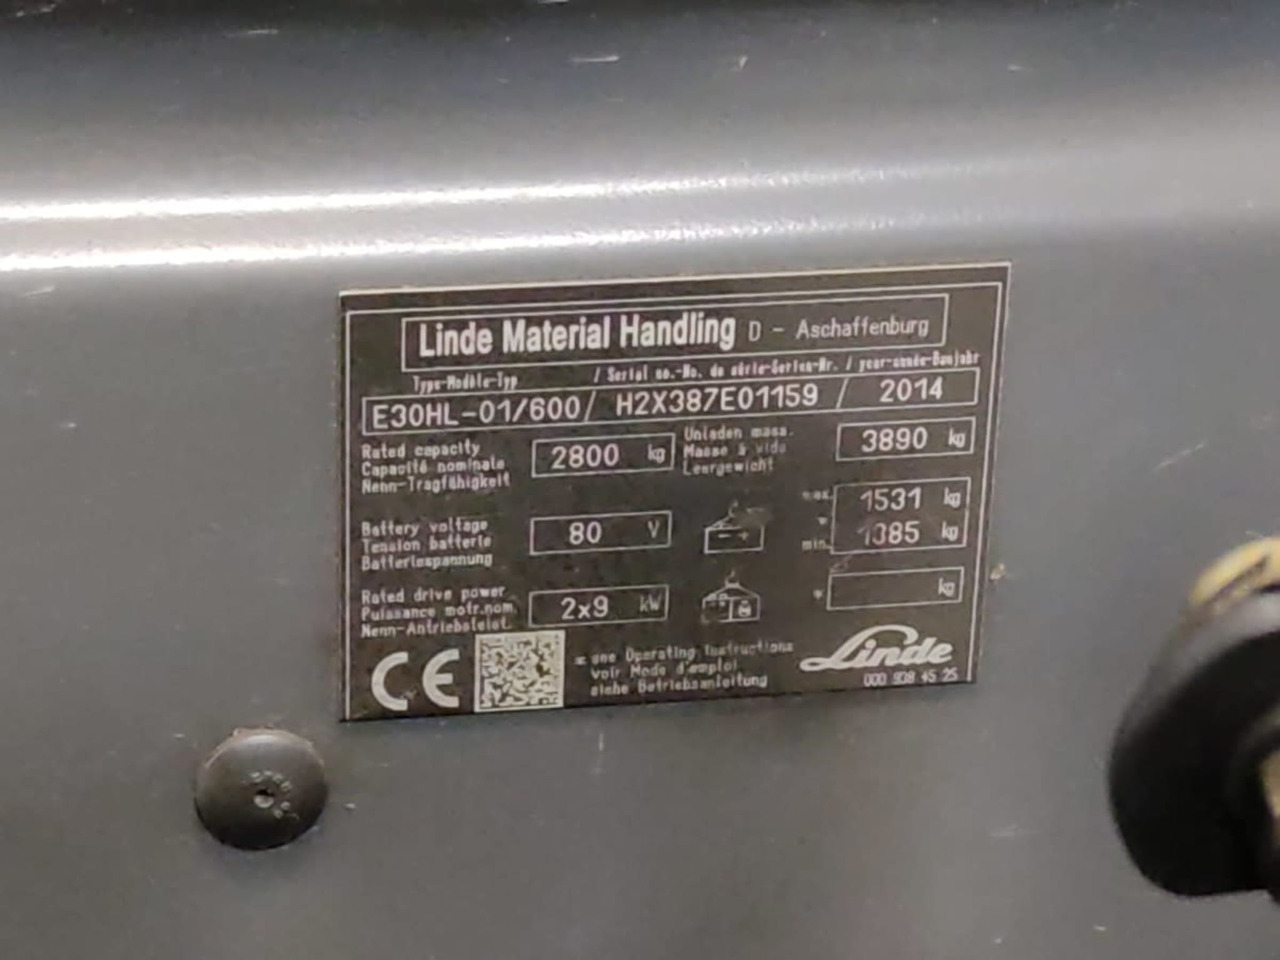 Linde Material Handling D - Aschaffenburg
Type-Modèle-Typ / Serial no.-No. de série-Serien-Nr. / year-année-Baujahr
E30HL-01/600 / H2X387E01159 / 2014
Rated capacity
Capacité nominale
Nenn-Tragfähigkeit
2800 kg
Unladen mass
Masse à vide
Leergewicht
3890 kg
Battery voltage
Tension batterie
Batteriespannung
80 V
max. 1531 kg
min. 1385 kg
Rated drive power
Puissance motr.nom.
Nenn-Antriebsleist.
2x9 kW
kg
CE
* see Operating Instructions
voir Mode d'emploi
siehe Betriebsanleitung
Linde
000 938 45 25